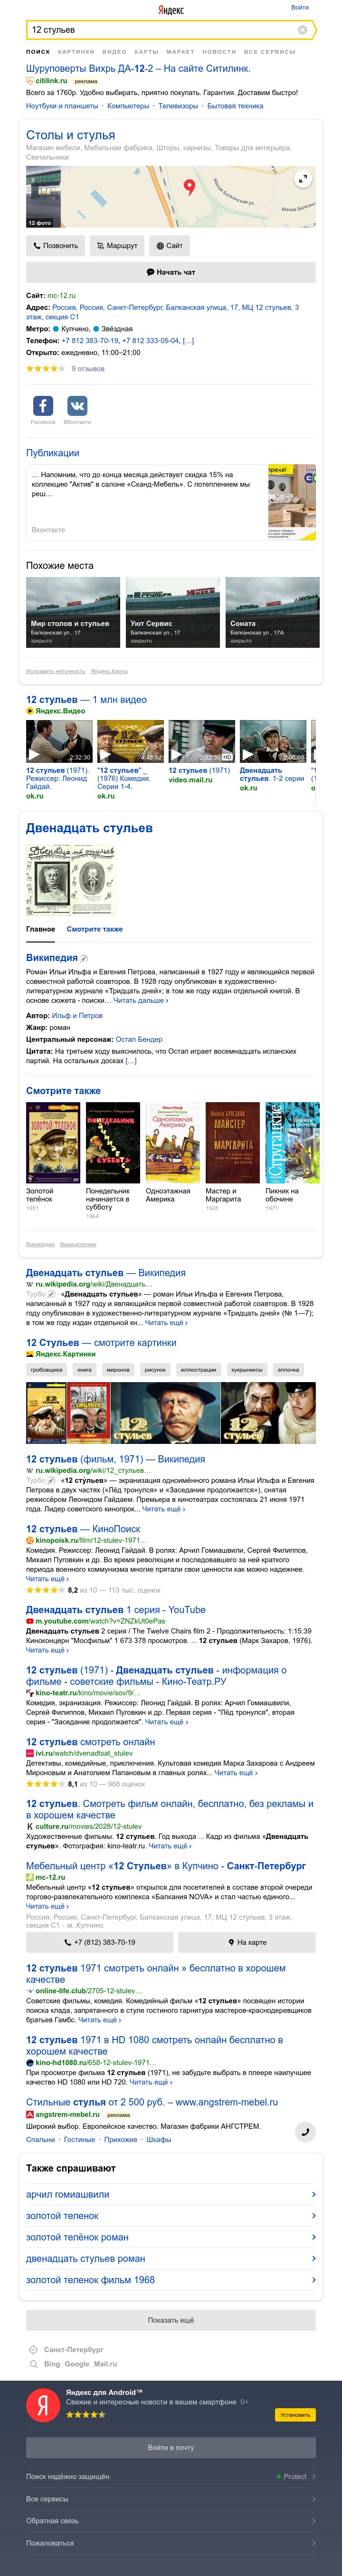 Яндекс
Войти
12 стульев
ПОИСК КАРТИНКИ ВИДЕО КАРТЫ МАРКЕТ НОВОСТИ ВСЕ СЕРВИСЫ
Шуруповерты Вихрь ДА-12-2 – На сайте Ситилинк.
citilink.ru реклама
Всего за 1760р. Удобно выбирать, приятно покупать. Гарантия. Доставим быстро!
Ноутбуки и планшеты · Компьютеры · Телевизоры · Бытовая техника
Столы и стулья
Магазин мебели, Мебельная фабрика, Шторы, карнизы, Товары для интерьера,
Светильники
Малая Балканская ул.
Малая Балканс
12 фото
Позвонить Маршрут Сайт
Начать чат
Сайт: mc-12.ru
Адрес: Россия, Россия, Санкт-Петербург, Балканская улица, 17, МЦ 12 стульев, 3
этаж, секция С1
Метро: Купчино, Звёздная
Телефон: +7 812 383-70-19, +7 812 333-05-04, [...]
Открыто: ежедневно, 11:00–21:00
9 отзывов
Facebook ВКонтакте
Публикации
... Напомним, что до конца месяца действует скидка 15% на
коллекцию "Актив" в салоне «Сканд-Мебель». С потеплением мы
реш...
Вконтакте
Похожие места
Мир столов и стульев
Балканская ул., 17
закрыто
Уют Сервис
Балканская ул., 17
закрыто
Соната
Балканская ул., 17А
закрыто
Исправить неточность Яндекс.Карты
12 стульев — 1 млн видео
Яндекс.Видео
2:32:30
4:48:32
2:32:30 HD
12 стульев (1971).
Режиссер: Леонид
Гайдай.
ok.ru
"12 стульев" _
(1976) Комедия.
Серии 1-4.
ok.ru
12 стульев (1971)
video.mail.ru
Двенадцать
стульев. 1-2 серии
ok.ru
Двенадцать стульев
Главное Смотрите также
Википедия
Роман Ильи Ильфа и Евгения Петрова, написанный в 1927 году и являющийся первой
совместной работой соавторов. В 1928 году опубликован в художественно-
литературном журнале «Тридцать дней»; в том же году издан отдельной книгой. В
основе сюжета - поиски... Читать дальше ›
Автор: Ильф и Петров
Жанр: роман
Центральный персонаж: Остап Бендер
Цитата: На третьем ходу выяснилось, что Остап играет восемнадцать испанских
партий. На остальных досках [...]
Смотрите также
Золотой
телёнок
1931
Понедельник
начинается в
субботу
1964
Одноэтажная
Америка
Мастер и
Маргарита
1928
Пикник на
обочине
1971
Википедия Викицитатник
Двенадцать стульев — Википедия
ru.wikipedia.org/wiki/Двенадцать...
Турбо «Двенадцать стульев» — роман Ильи Ильфа и Евгения Петрова,
написанный в 1927 году и являющийся первой совместной работой соавторов. В 1928
году опубликован в художественно-литературном журнале «Тридцать дней» (№ 1—7);
в том же году издан отдельной кн... Читать ещё ›
12 Стульев — смотрите картинки
Яндекс.Картинки
гробовщика книга миронов рисунок иллюстрации кукрыниксы эллочка
12 стульев (фильм, 1971) — Википедия
ru.wikipedia.org/wiki/12_стульев...
Турбо «12 сту́льев» — экранизация одноимённого романа Ильи Ильфа и Евгения
Петрова в двух частях («Лёд тронулся» и «Заседание продолжается»), снятая
режиссёром Леонидом Гайдаем. Премьера в кинотеатрах состоялась 21 июня 1971
года. Лидер советского кинопрок... Читать ещё ›
12 стульев — КиноПоиск
kinopoisk.ru/film/12-stulev-1971...
Комедия. Режиссер: Леонид Гайдай. В ролях: Арчил Гомиашвили, Сергей Филиппов,
Михаил Пуговкин и др. Во время революции и последовавшего за ней краткого
периода военного коммунизма многие прятали свои ценности как можно надежнее.
Читать ещё ›
8,2 из 10 — 113 тыс. оценок
Двенадцать стульев 1 серия - YouTube
m.youtube.com/watch?v=ZNZkUt0ePas
Двенадцать стульев 2 серия / The Twelve Chairs film 2 - Продолжительность: 1:15:39
Киноконцерн "Мосфильм" 1 673 378 просмотров. ... 12 стульев (Марк Захаров, 1976).
Читать ещё ›
12 стульев (1971) - Двенадцать стульев - информация о
фильме - советские фильмы - Кино-Театр.РУ
kino-teatr.ru/kino/movie/sov/9/...
Комедия, экранизация. Режиссер: Леонид Гайдай. В ролях: Арчил Гомиашвили,
Сергей Филиппов, Михаил Пуговкин и др. Первая серия - "Лёд тронулся", вторая
серия - "Заседание продолжается". Читать ещё ›
12 стульев смотреть онлайн
ivi.ru/watch/dvenadtsat_stulev
Детективы, Комедийные, приключения. Культовая комедия Марка Захарова с Андреем
Мироновым и Анатолием Папановым в главных ролях... Читать ещё ›
8,1 из 10 — 968 оценок
12 стульев. Смотреть фильм онлайн, бесплатно, без рекламы и
в хорошем качестве
culture.ru/movies/2028/12-stulev
Художественные фильмы. 12 стульев. Год выхода ... Кадр из фильма «Двенадцать
стульев». Фотография: kino-teatr.ru. Читать ещё ›
Мебельный центр «12 Стульев» в Купчино - Санкт-Петербург
mc-12.ru
Мебельный центр «12 стульев» открылся для посетителей в составе второй очереди
торгово-развлекательного комплекса «Балкания NOVA» и стал частью единого...
Читать ещё ›
Россия, Россия, Санкт-Петербург, Балканская улица, 17, МЦ 12 стульев, 3 этаж,
секция С1 · м. Купчино
+7 (812) 383-70-19 На карте
12 стульев 1971 смотреть онлайн » бесплатно в хорошем
качестве
online-life.club/2705-12-stulev...
Советские фильмы, комедия. Комедийный фильм «12 стульев» посвящен истории
поиска клада, запрятанного в стуле гостиного гарнитура мастеров-краснодеревщиков
братьев Гамбс. Читать ещё ›
12 стульев 1971 в HD 1080 смотреть онлайн бесплатно в
хорошем качестве
kino-hd1080.ru/658-12-stulev-1971...
При просмотре фильма 12 стульев (1971), не забудьте выбрать в плеере наилучшее
качество HD 1080 или HD 720. Читать ещё ›
Стильные стулья от 2 500 руб. – www.angstrem-mebel.ru
angstrem-mebel.ru реклама
Широкий выбор. Европейское качество. Магазин фабрики АНГСТРЕМ.
Спальни · Гостиные · Прихожие · Шкафы
Также спрашивают
арчил гомиашвили
золотой теленок
золотой телёнок роман
двенадцать стульев роман
золотой теленок фильм 1968
Показать ещё
Санкт-Петербург
Bing Google Mail.ru
Яндекс для Android™
Свежие и интересные новости в вашем смартфоне 0+
Установить
Войти в почту
Поиск надёжно защищён Protect
Все сервисы
Обратная связь
Пожаловаться